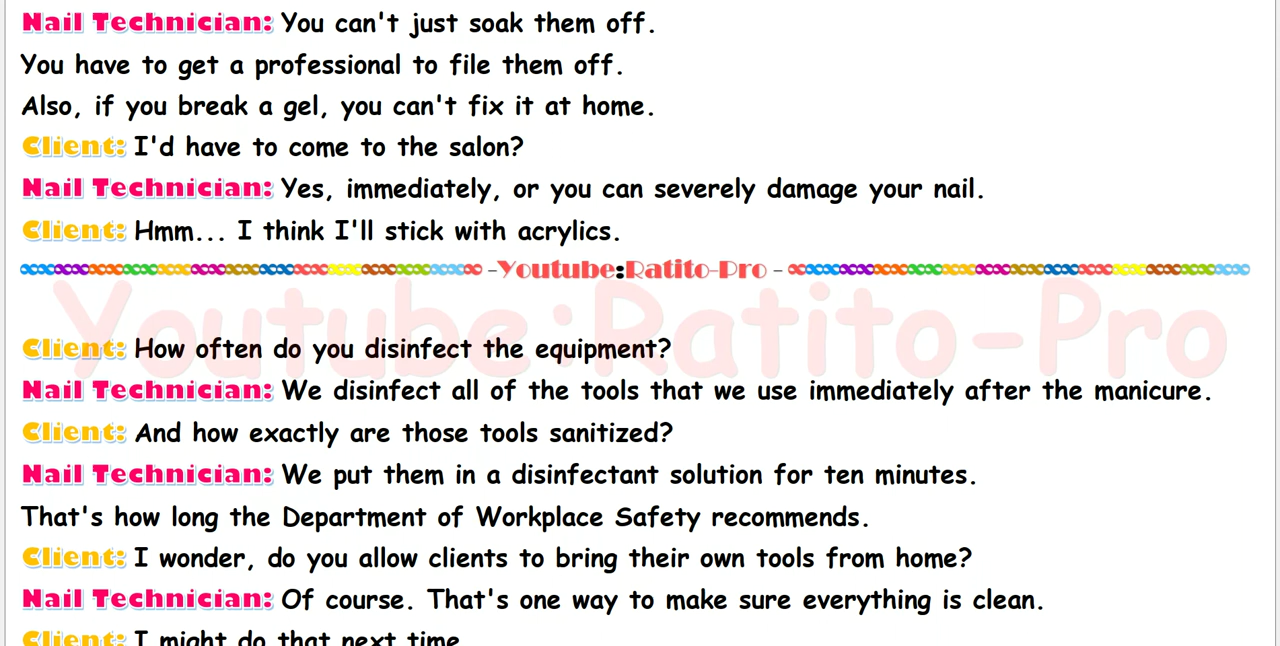 Nail Technician: You can't just soak them off.
You have to get a professional to file them off.
Also, if you break a gel, you can't fix it at home.
Client: I'd have to come to the salon?
Nail Technician: Yes, immediately, or you can severely damage your nail.
Client: Hmm... I think I'll stick with acrylics.
-Youtube:Ratito-Pro -
Youtube:Ratito-Pro
Client: How often do you disinfect the equipment?
Nail Technician: We disinfect all of the tools that we use immediately after the manicure.
Client: And how exactly are those tools sanitized?
Nail Technician: We put them in a disinfectant solution for ten minutes.
That's how long the Department of Workplace Safety recommends.
Client: I wonder, do you allow clients to bring their own tools from home?
Nail Technician: Of course. That's one way to make sure everything is clean.
Client: I might do that next time